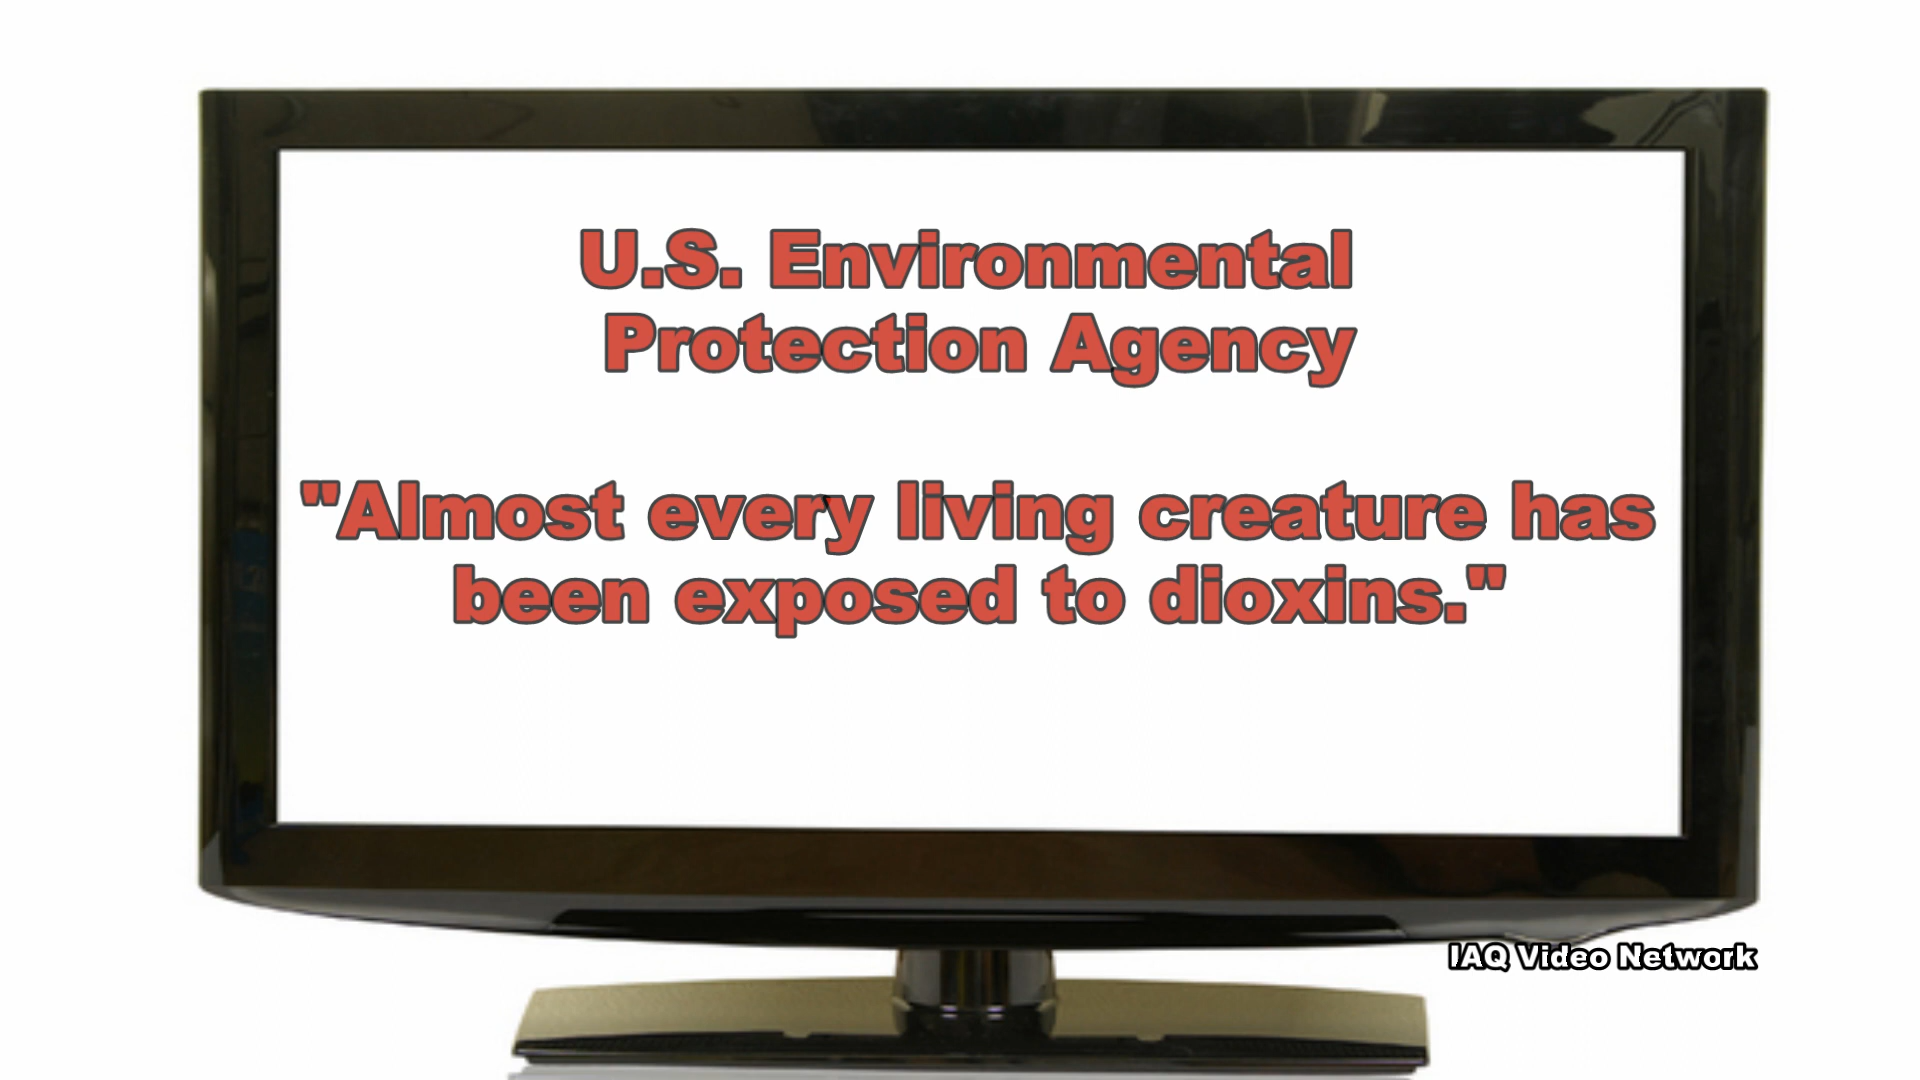 U.S. Environmental
Protection Agency
"Almost every living creature has
been exposed to dioxins."
IAQ Video Network